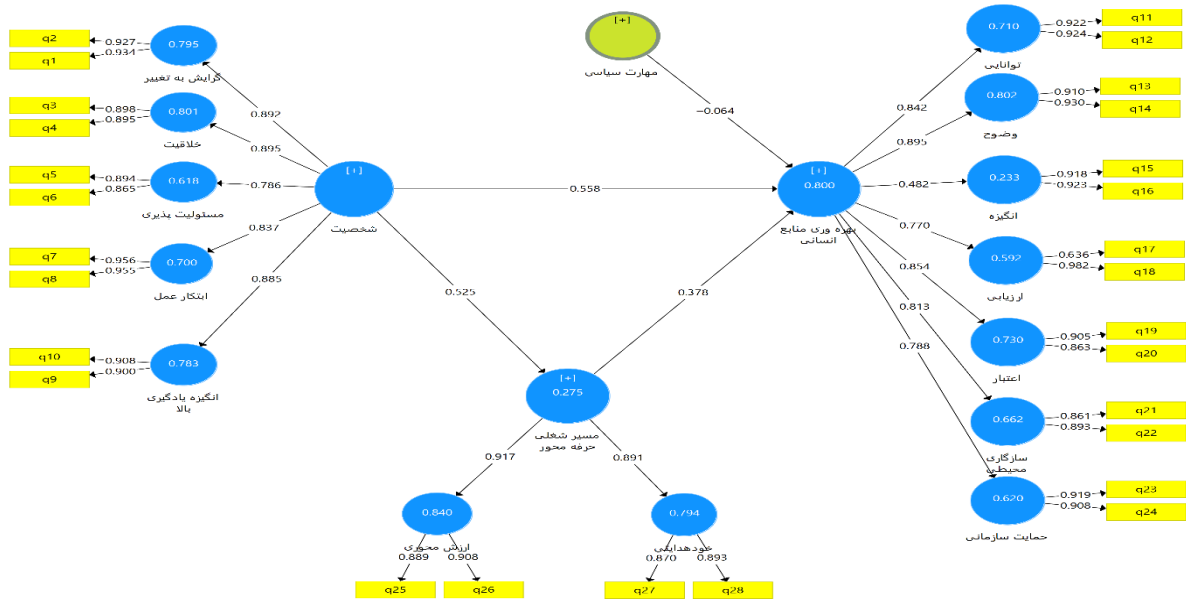 [+]
مهارت سیاسی
−0.064
q2
q1
0.927
0.934
0.795
گرایش به تغییر
0.892
q3
q4
0.898
0.895
0.801
خلاقیت
0.895
q5
q6
0.894
0.865
0.618
مسئولیت پذیری
0.786
q7
q8
0.956
0.955
0.700
ابتکار عمل
0.837
q10
q9
0.908
0.900
0.783
انگیزه یادگیری
بالا
0.885
[+]
شخصیت
0.558
0.525
[+]
0.800
بهره وری منابع
انسانی
0.378
[+]
0.275
مسیر شغلی
حرفه محور
0.917
0.891
0.840
ارزش محوری
0.889
0.908
q25
q26
0.794
خودهدایتی
0.870
0.893
q27
q28
0.842
0.710
توانایی
0.922
0.924
q11
q12
0.895
0.802
وضوح
0.910
0.930
q13
q14
0.482
0.233
انگیزه
0.918
0.923
q15
q16
0.770
0.592
ارزیابی
0.636
0.982
q17
q18
0.854
0.730
اعتبار
0.905
0.863
q19
q20
0.813
0.662
سازگاری
محیطی
0.861
0.893
q21
q22
0.788
0.620
حمایت سازمانی
0.919
0.908
q23
q24